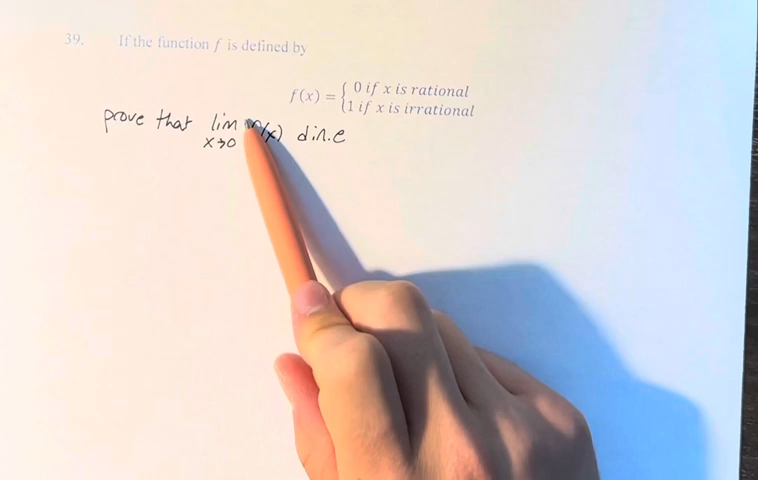 39. If the function f is defined by
f(x) = { 0 if x is rational
1 if x is irrational
prove that lim (x)
x→0